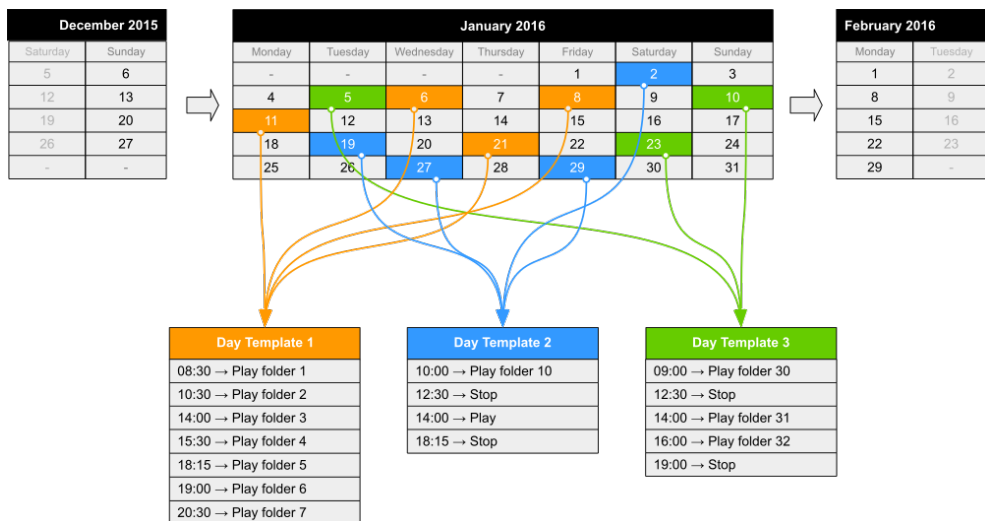 December 2015
Saturday Sunday
5 6
12 13
19 20
26 27
- -
January 2016
Monday Tuesday Wednesday Thursday Friday Saturday Sunday
- - - - 1 2 3
4 5 6 7 8 9 10
11 12 13 14 15 16 17
18 19 20 21 22 23 24
25 26 27 28 29 30 31
February 2016
Monday Tuesday
1 2
8 9
15 16
22 23
29 -
Day Template 1
08:30 → Play folder 1
10:30 → Play folder 2
14:00 → Play folder 3
15:30 → Play folder 4
18:15 → Play folder 5
19:00 → Play folder 6
20:30 → Play folder 7
Day Template 2
10:00 → Play folder 10
12:30 → Stop
14:00 → Play
18:15 → Stop
Day Template 3
09:00 → Play folder 30
12:30 → Stop
14:00 → Play folder 31
16:00 → Play folder 32
19:00 → Stop